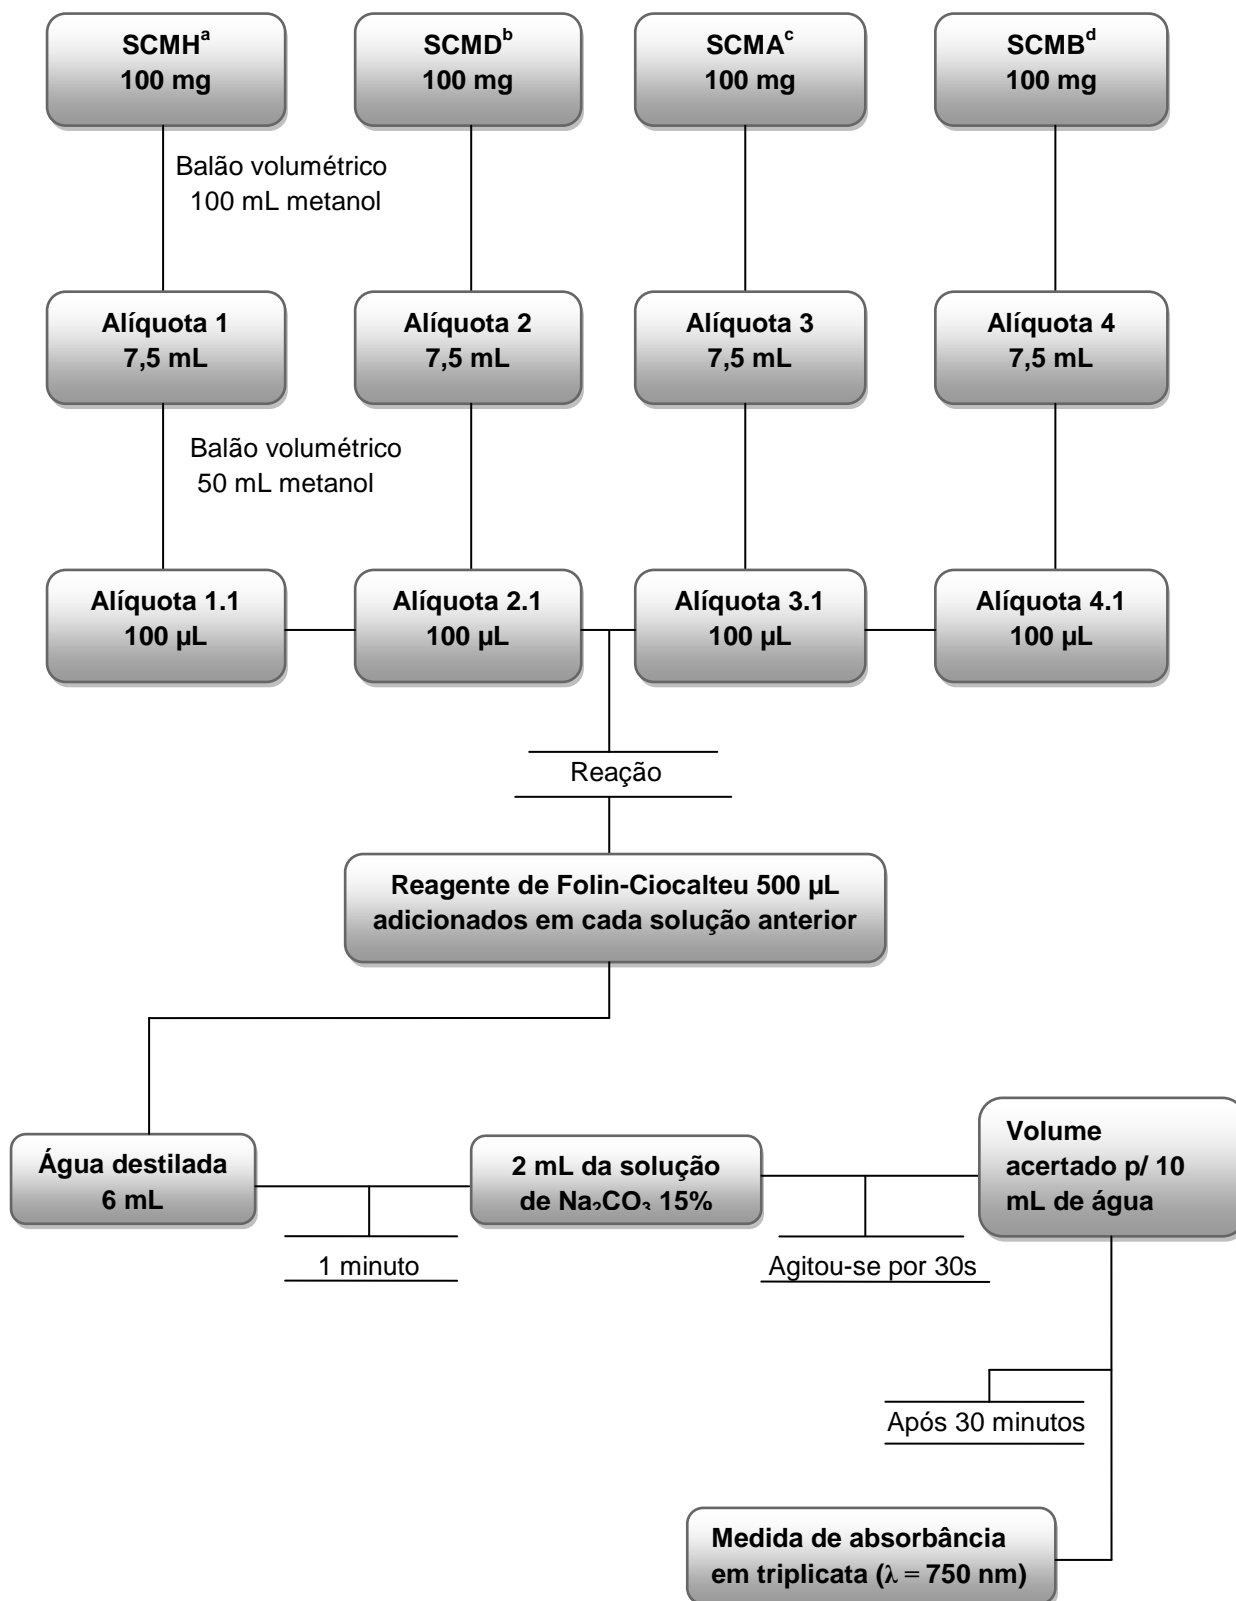 SCMHᵃ
100 mg
SCMDᵇ
100 mg
SCMAᶜ
100 mg
SCMBᵈ
100 mg
Balão volumétrico
100 mL metanol
Alíquota 1
7,5 mL
Alíquota 2
7,5 mL
Alíquota 3
7,5 mL
Alíquota 4
7,5 mL
Balão volumétrico
50 mL metanol
Alíquota 1.1
100 µL
Alíquota 2.1
100 µL
Alíquota 3.1
100 µL
Alíquota 4.1
100 µL
Reação
Reagente de Folin-Ciocalteu 500 µL
adicionados em cada solução anterior
Água destilada
6 mL
1 minuto
2 mL da solução
de Na₂CO₃ 15%
Agitou-se por 30s
Volume
acertado p/ 10
mL de água
Após 30 minutos
Medida de absorbância
em triplicata (λ = 750 nm)